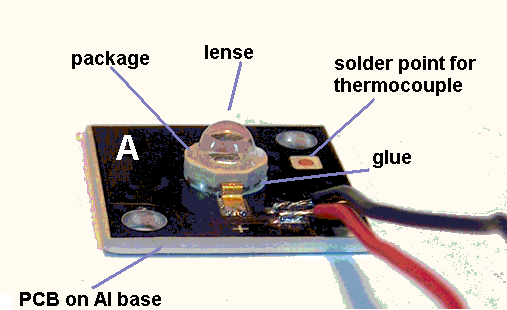 package
lense
solder point for
thermocouple
A
glue
+
PCB on Al base